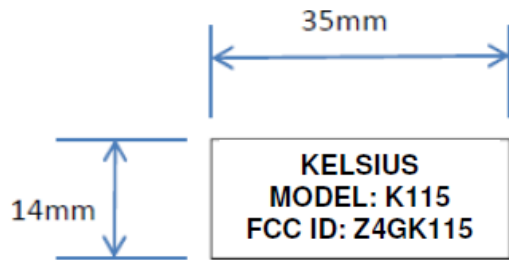 35mm
14mm
KELSIUS
MODEL: K115
FCC ID: Z4GK115